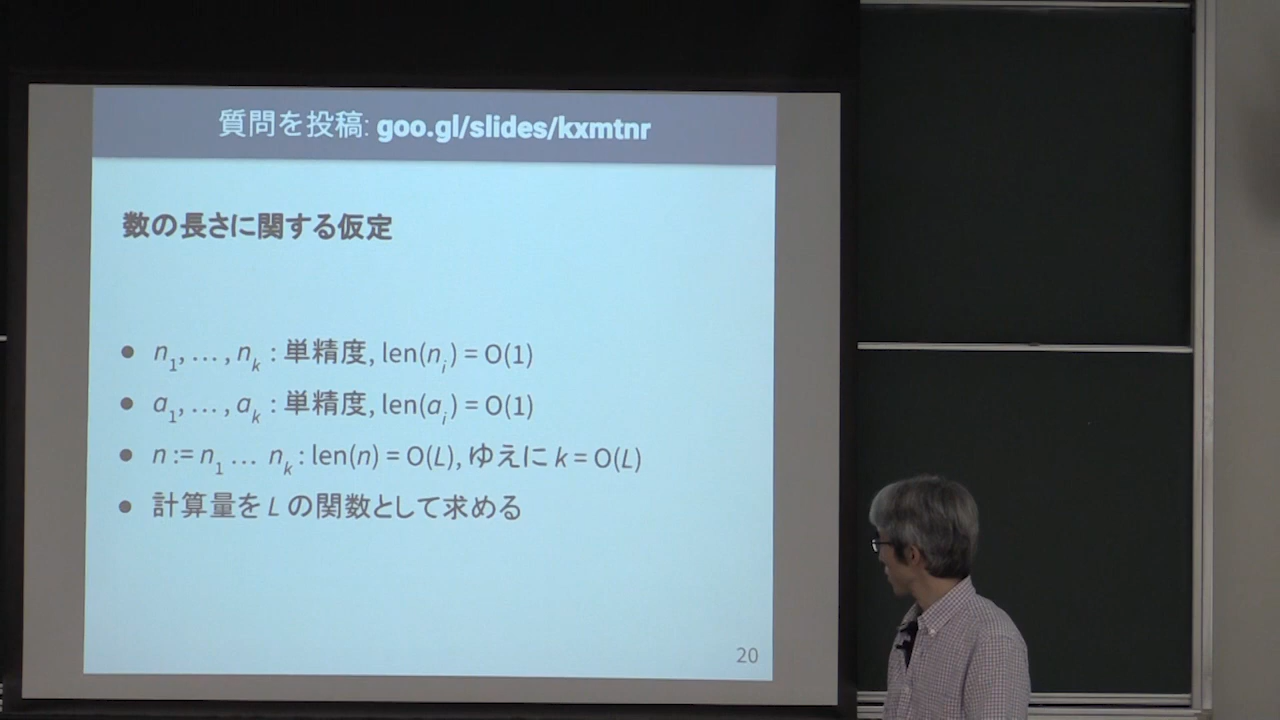 質問を投稿: goo.gl/slides/kxmtnr
数の長さに関する仮定
● n₁, … , nₖ : 単精度, len(nᵢ) = O(1)
● a₁, … , aₖ : 単精度, len(aᵢ) = O(1)
● n := n₁ … nₖ : len(n) = O(L), ゆえに k = O(L)
● 計算量を L の関数として求める
20